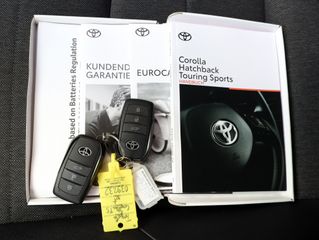 based on Batteries Regulation
KUNDEND
GARANTIE
EUROCA
Corolla
Hatchback
Touring Sports
HANDBUCH